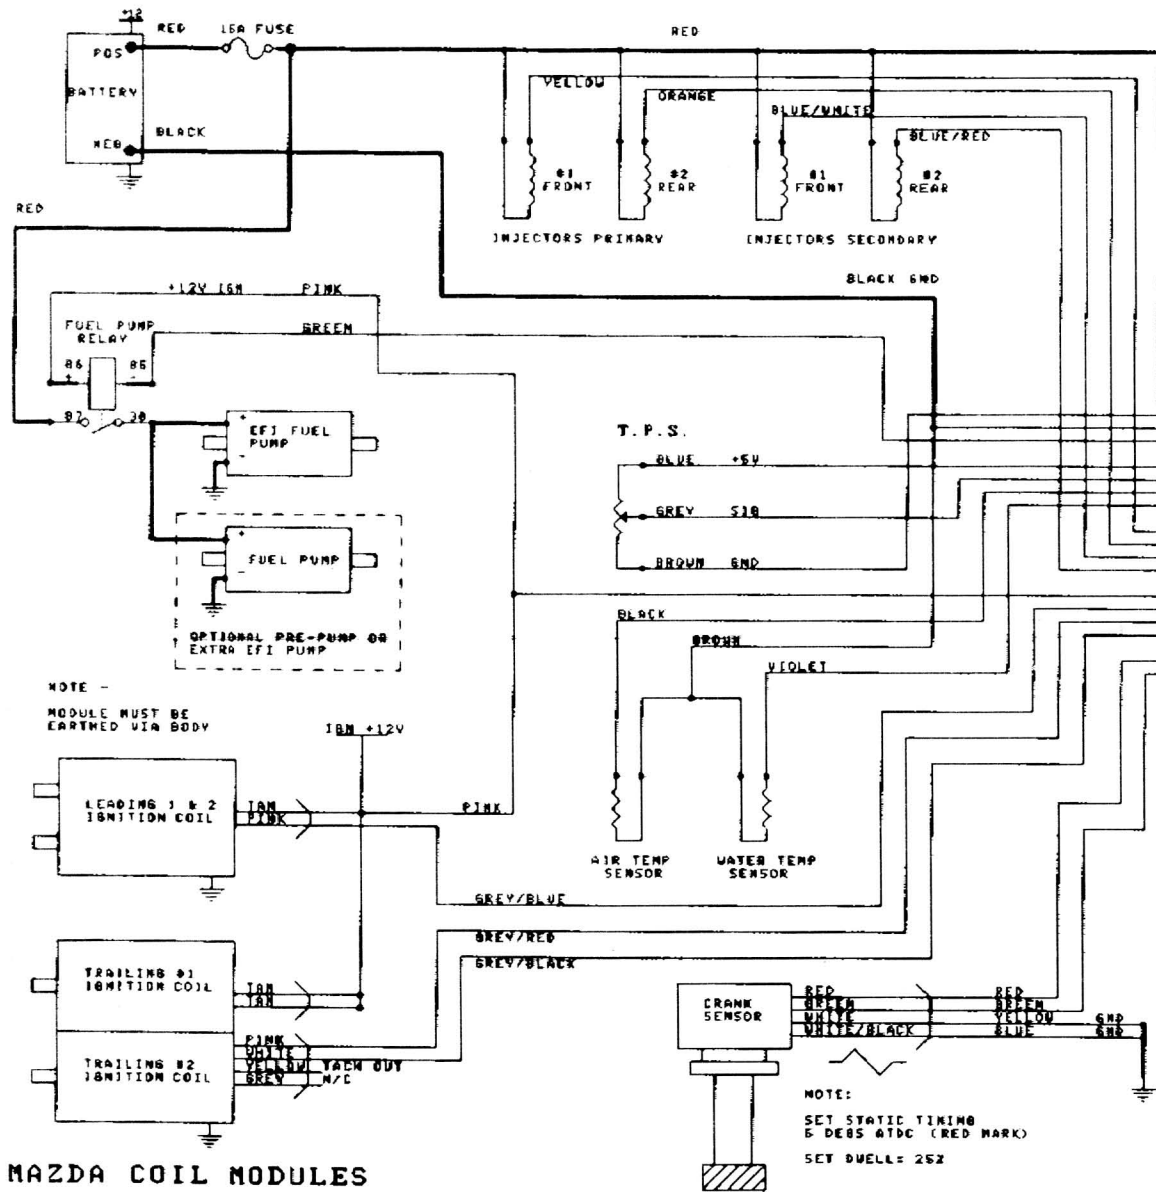 +12
RED
15A FUSE
RED
POS
BATTERY
NEG
BLACK
YELLOW
ORANGE
BLUE/WHITE
BLUE/RED
#1
FRONT
#2
REAR
#1
FRONT
#2
REAR
INJECTORS PRIMARY
INJECTORS SECONDARY
RED
BLACK GND
+12V IGN
PINK
FUEL PUMP
RELAY
GREEN
86
85
+
-
87
30
+
EFI FUEL
PUMP
-
T.P.S.
BLUE +5V
GREY SIG
BROWN GND
+
FUEL PUMP
-
OPTIONAL PRE-PUMP OR
EXTRA EFI PUMP
BLACK
BROWN
VIOLET
NOTE -
MODULE MUST BE
EARTHED VIA BODY
IGN +12V
LEADING 1 & 2
IGNITION COIL
TAN
PINK
PINK
AIR TEMP
SENSOR
WATER TEMP
SENSOR
GREY/BLUE
GREY/RED
GREY/BLACK
TRAILING #1
IGNITION COIL
TAN
TAN
TRAILING #2
IGNITION COIL
PINK
WHITE
YELLOW TACH OUT
GREY N/C
CRANK
SENSOR
RED RED
GREEN GREEN
WHITE YELLOW GND
WHITE/BLACK BLUE GND
NOTE:
SET STATIC TIMING
5 DEGS ATDC (RED MARK)
SET DWELL= 25%
MAZDA COIL MODULES